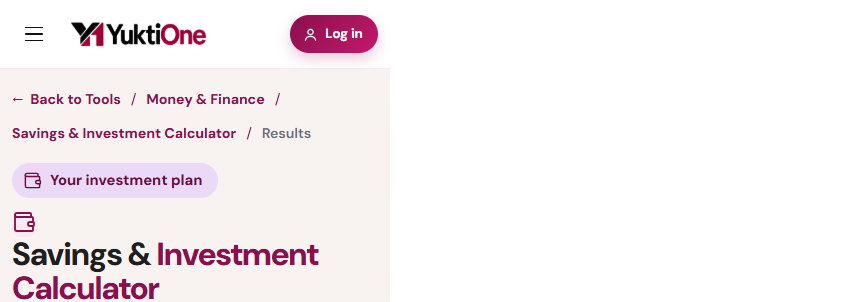 YuktiOne
Log in
← Back to Tools / Money & Finance /
Savings & Investment Calculator / Results
Your investment plan
Savings & Investment
Calculator